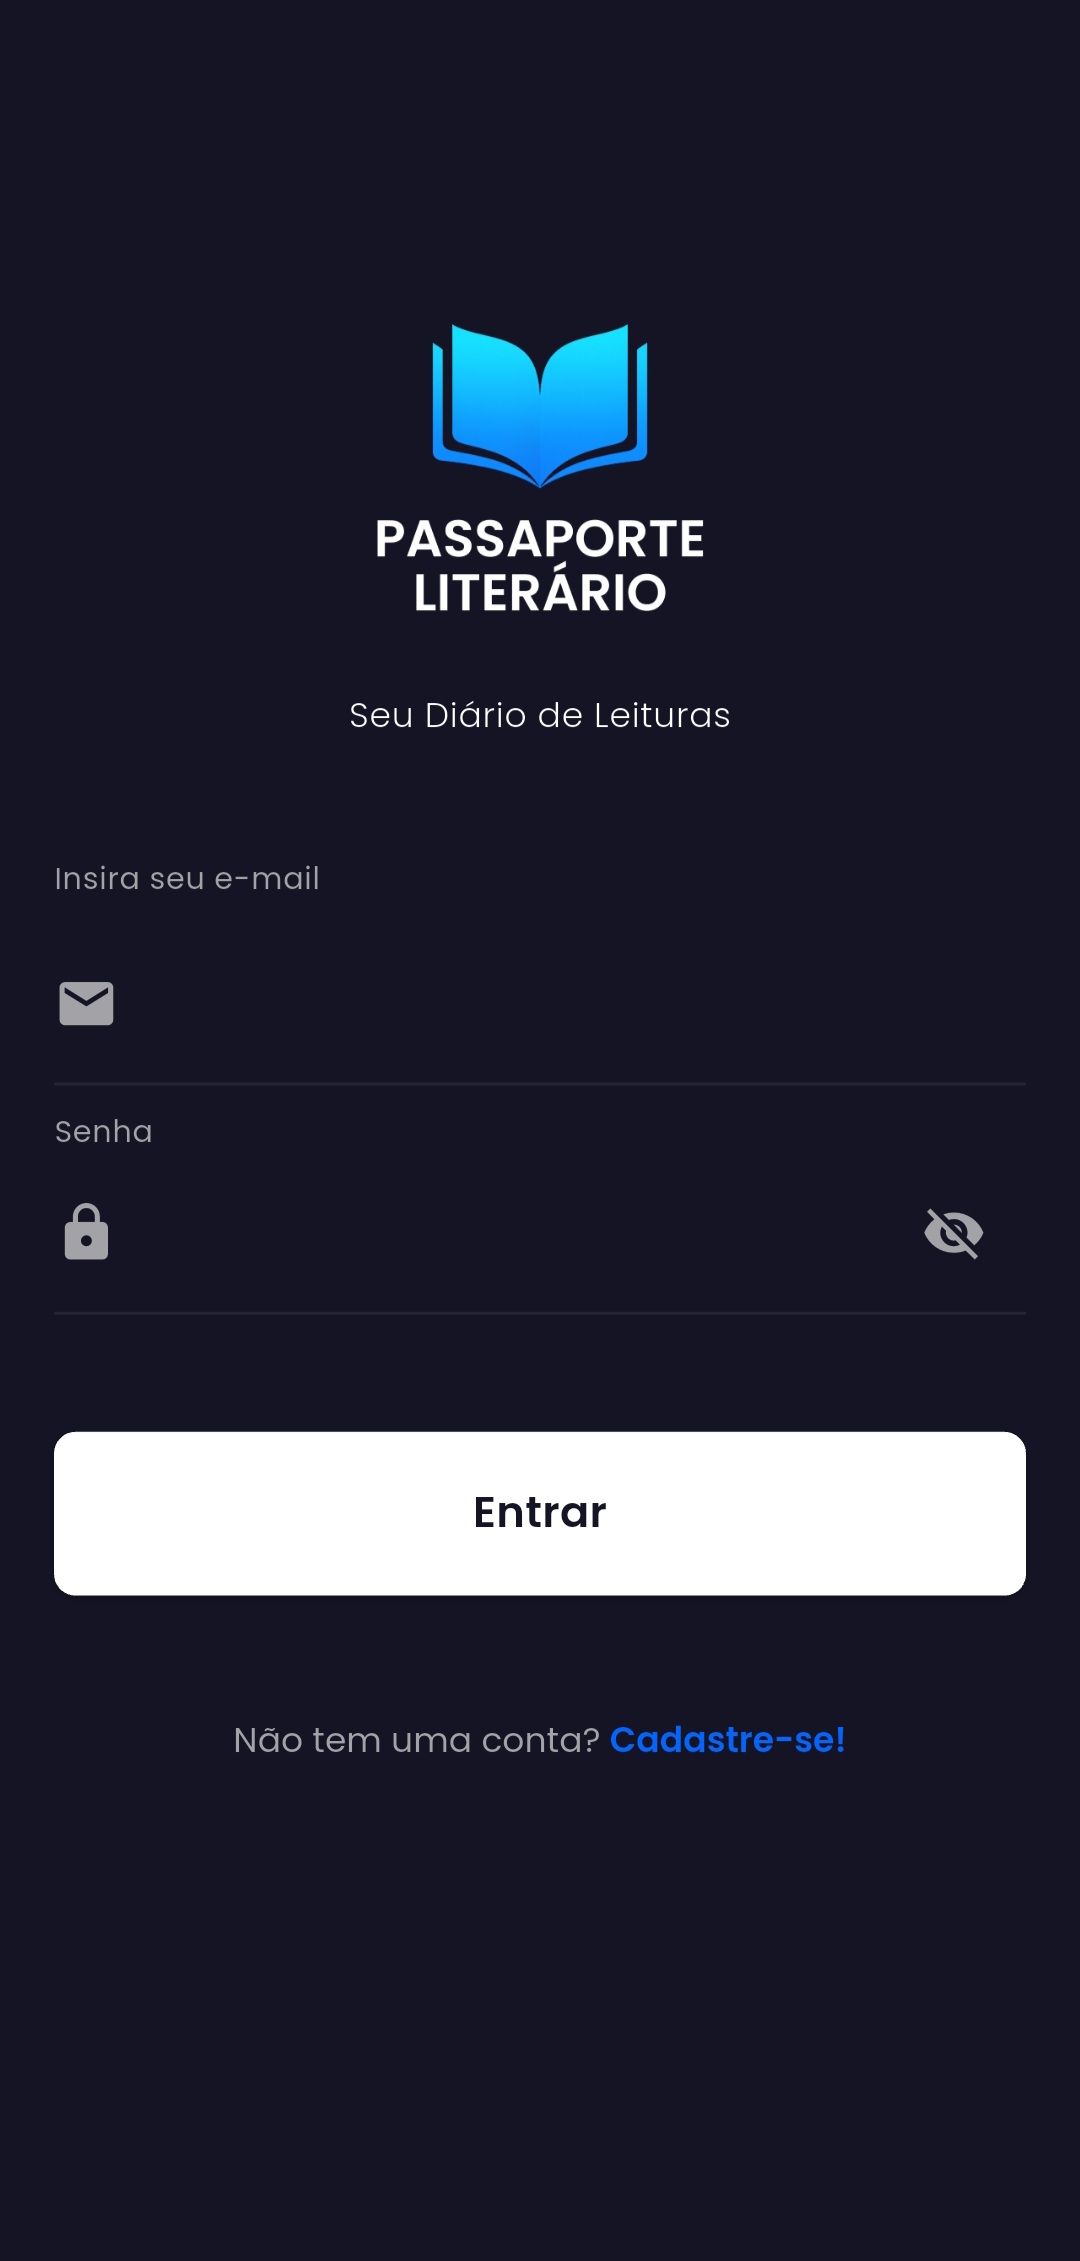 PASSAPORTE
LITERÁRIO
Seu Diário de Leituras
Insira seu e-mail
Senha
Entrar
Não tem uma conta? Cadastre-se!